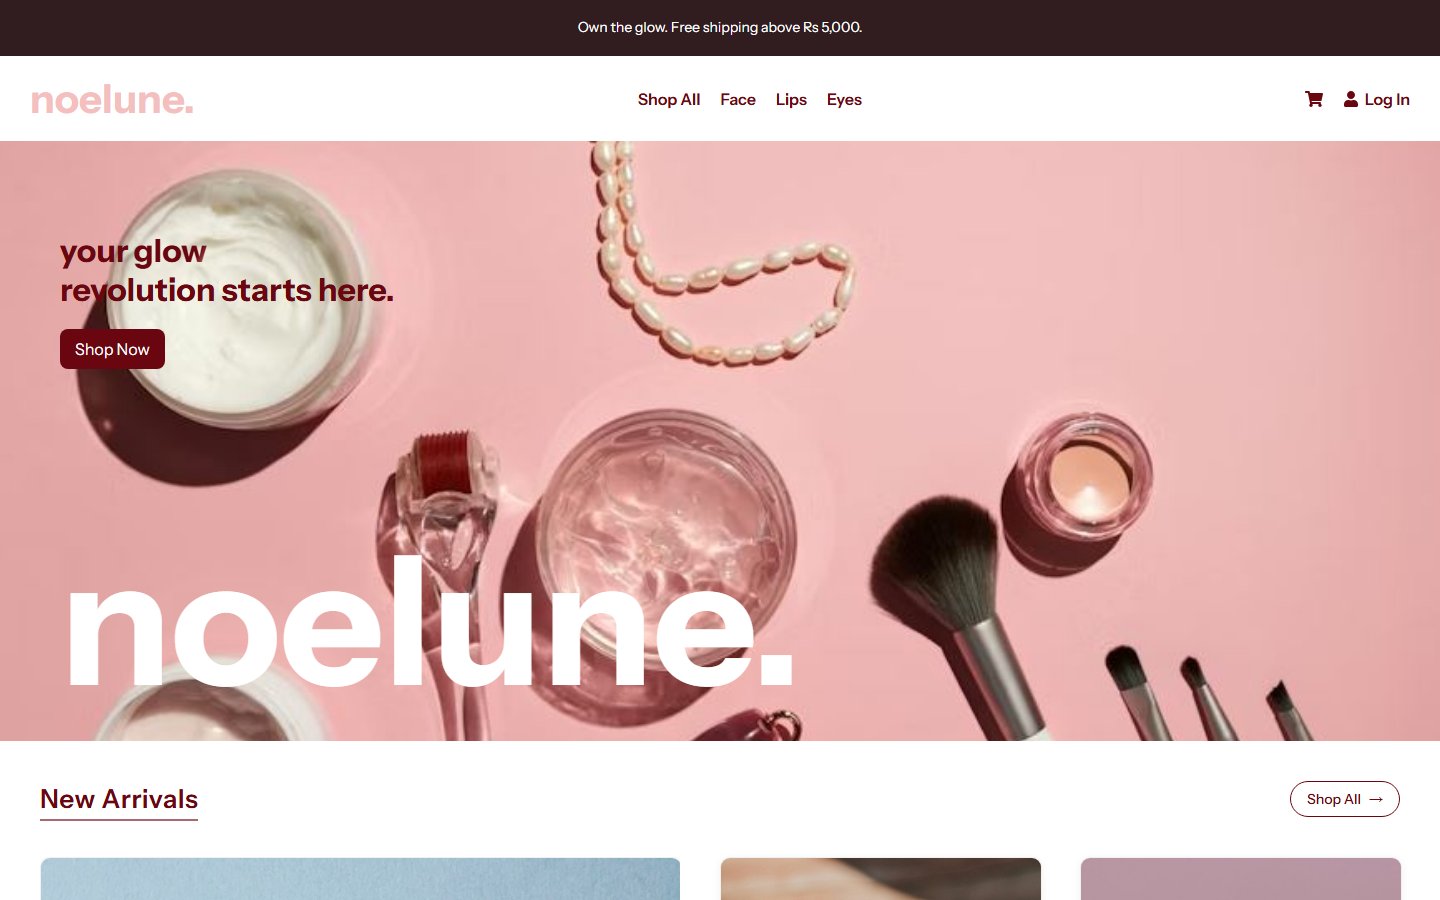 Own the glow. Free shipping above Rs 5,000.
noelune.
Shop All
Face
Lips
Eyes
Log In
your glow
revolution starts here.
Shop Now
noelune.
New Arrivals
Shop All →